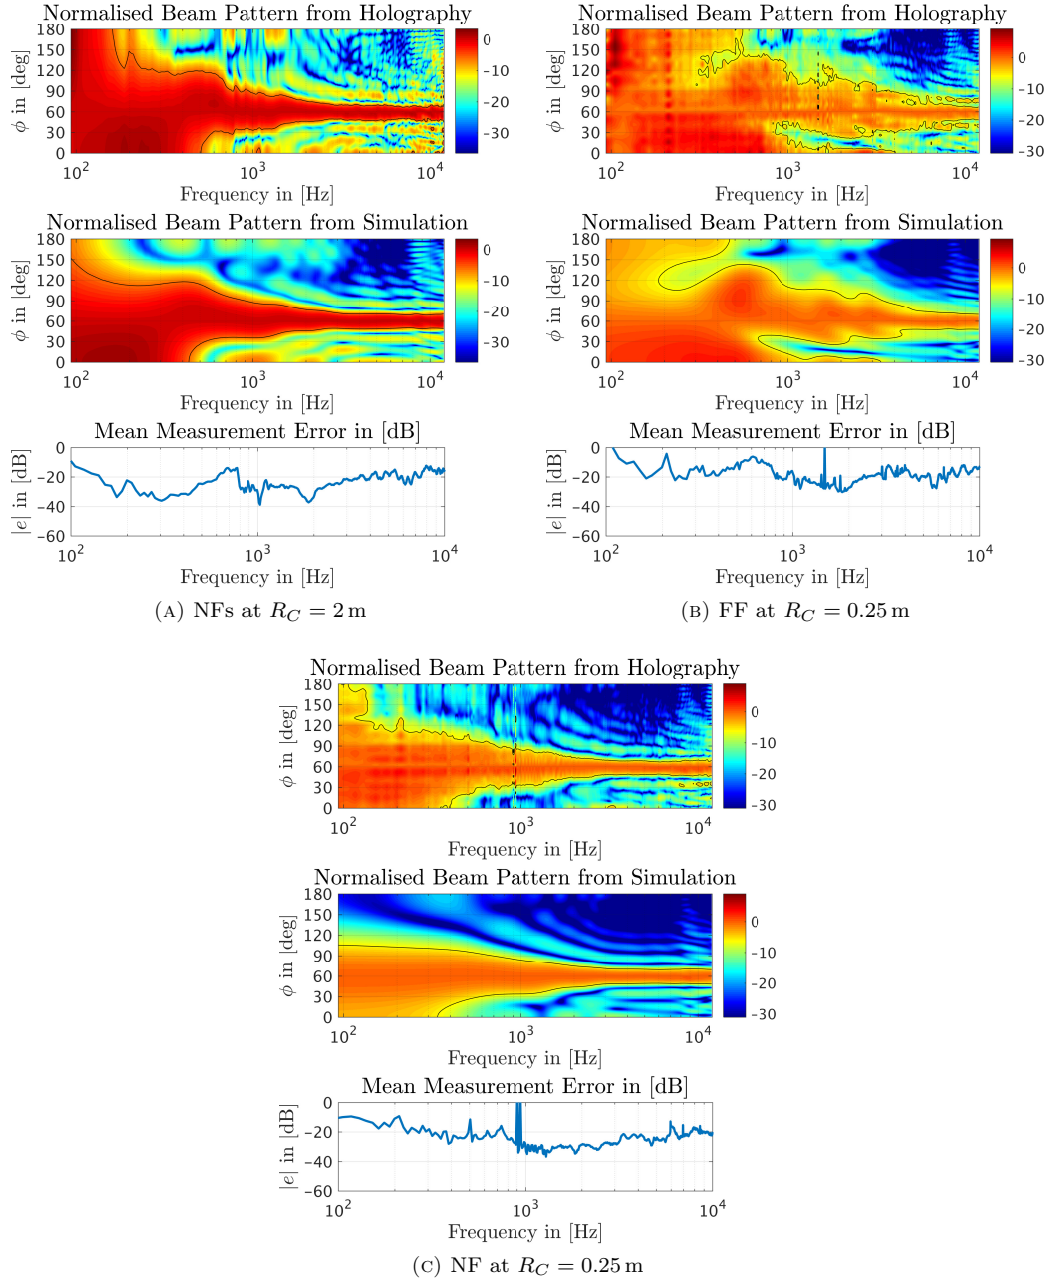 Normalised Beam Pattern from Holography
180
150
120
90
60
30
0
ϕ in [deg]
10² 10³ 10⁴
Frequency in [Hz]
0
−10
−20
−30
Normalised Beam Pattern from Simulation
180
150
120
90
60
30
0
ϕ in [deg]
10² 10³ 10⁴
Frequency in [Hz]
0
−10
−20
−30
Mean Measurement Error in [dB]
0
−20
−40
−60
|e| in [dB]
10² 10³ 10⁴
Frequency in [Hz]
(A) NFs at R_C = 2 m
Normalised Beam Pattern from Holography
180
150
120
90
60
30
0
ϕ in [deg]
10² 10³ 10⁴
Frequency in [Hz]
0
−10
−20
−30
Normalised Beam Pattern from Simulation
180
150
120
90
60
30
0
ϕ in [deg]
10² 10³ 10⁴
Frequency in [Hz]
0
−10
−20
−30
Mean Measurement Error in [dB]
0
−20
−40
−60
|e| in [dB]
10² 10³ 10⁴
Frequency in [Hz]
(B) FF at R_C = 0.25 m
Normalised Beam Pattern from Holography
180
150
120
90
60
30
0
ϕ in [deg]
10² 10³ 10⁴
Frequency in [Hz]
0
−10
−20
−30
Normalised Beam Pattern from Simulation
180
150
120
90
60
30
0
ϕ in [deg]
10² 10³ 10⁴
Frequency in [Hz]
0
−10
−20
−30
Mean Measurement Error in [dB]
0
−20
−40
−60
|e| in [dB]
10² 10³ 10⁴
Frequency in [Hz]
(C) NF at R_C = 0.25 m